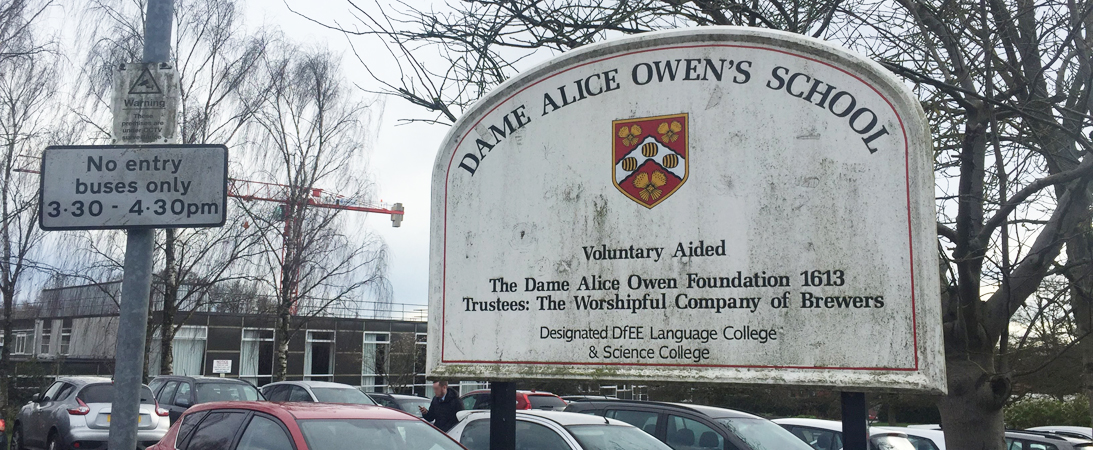 Warning
These
No entry
buses only
3·30 - 4·30pm
DAME ALICE OWEN'S SCHOOL
Voluntary Aided
The Dame Alice Owen Foundation 1613
Trustees: The Worshipful Company of Brewers
Designated DfEE Language College
& Science College